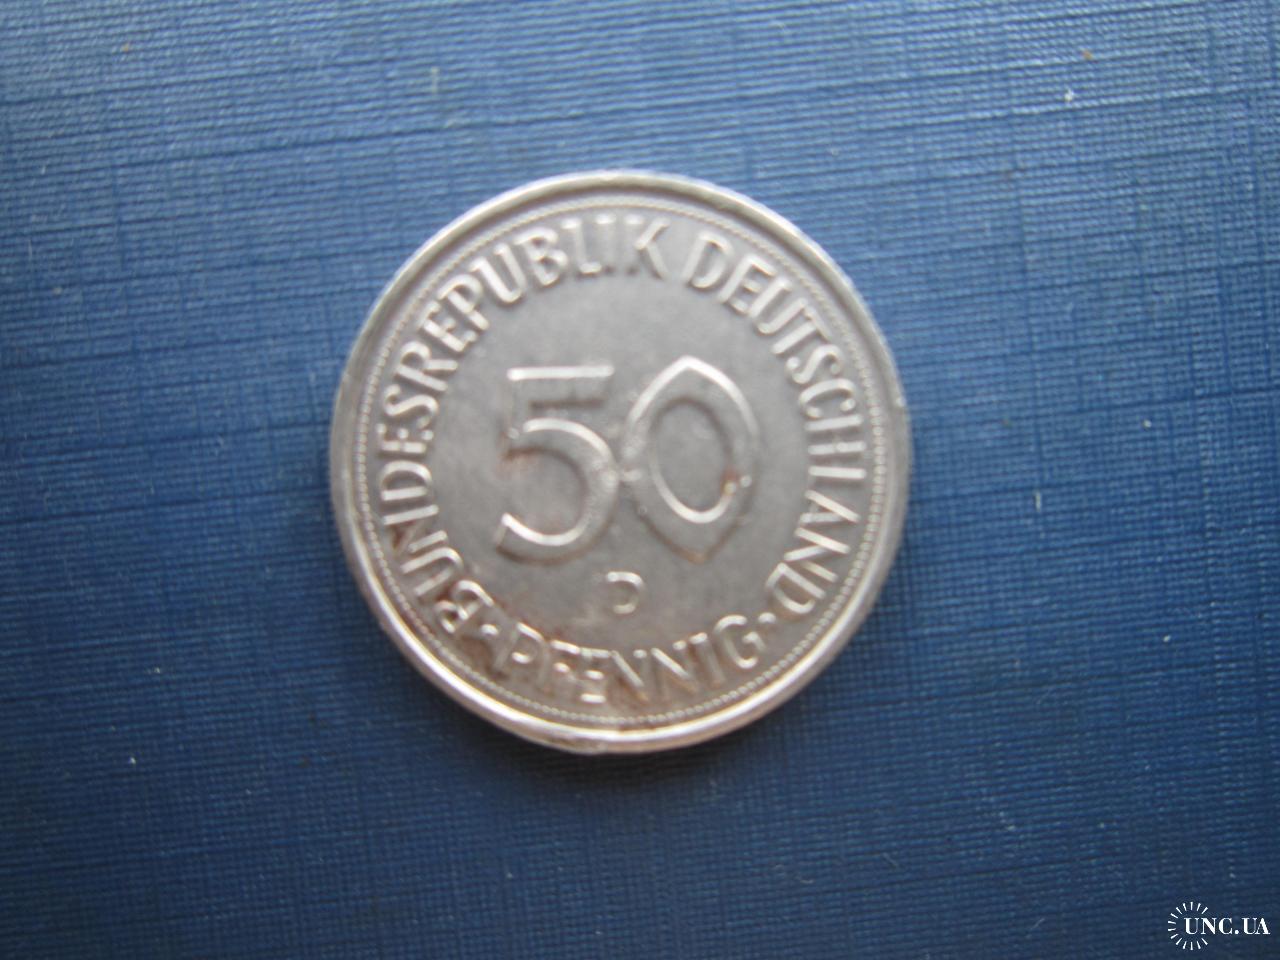 BUNDESREPUBLIK DEUTSCHLAND
50
D
· PFENNIG ·
UNC.UA